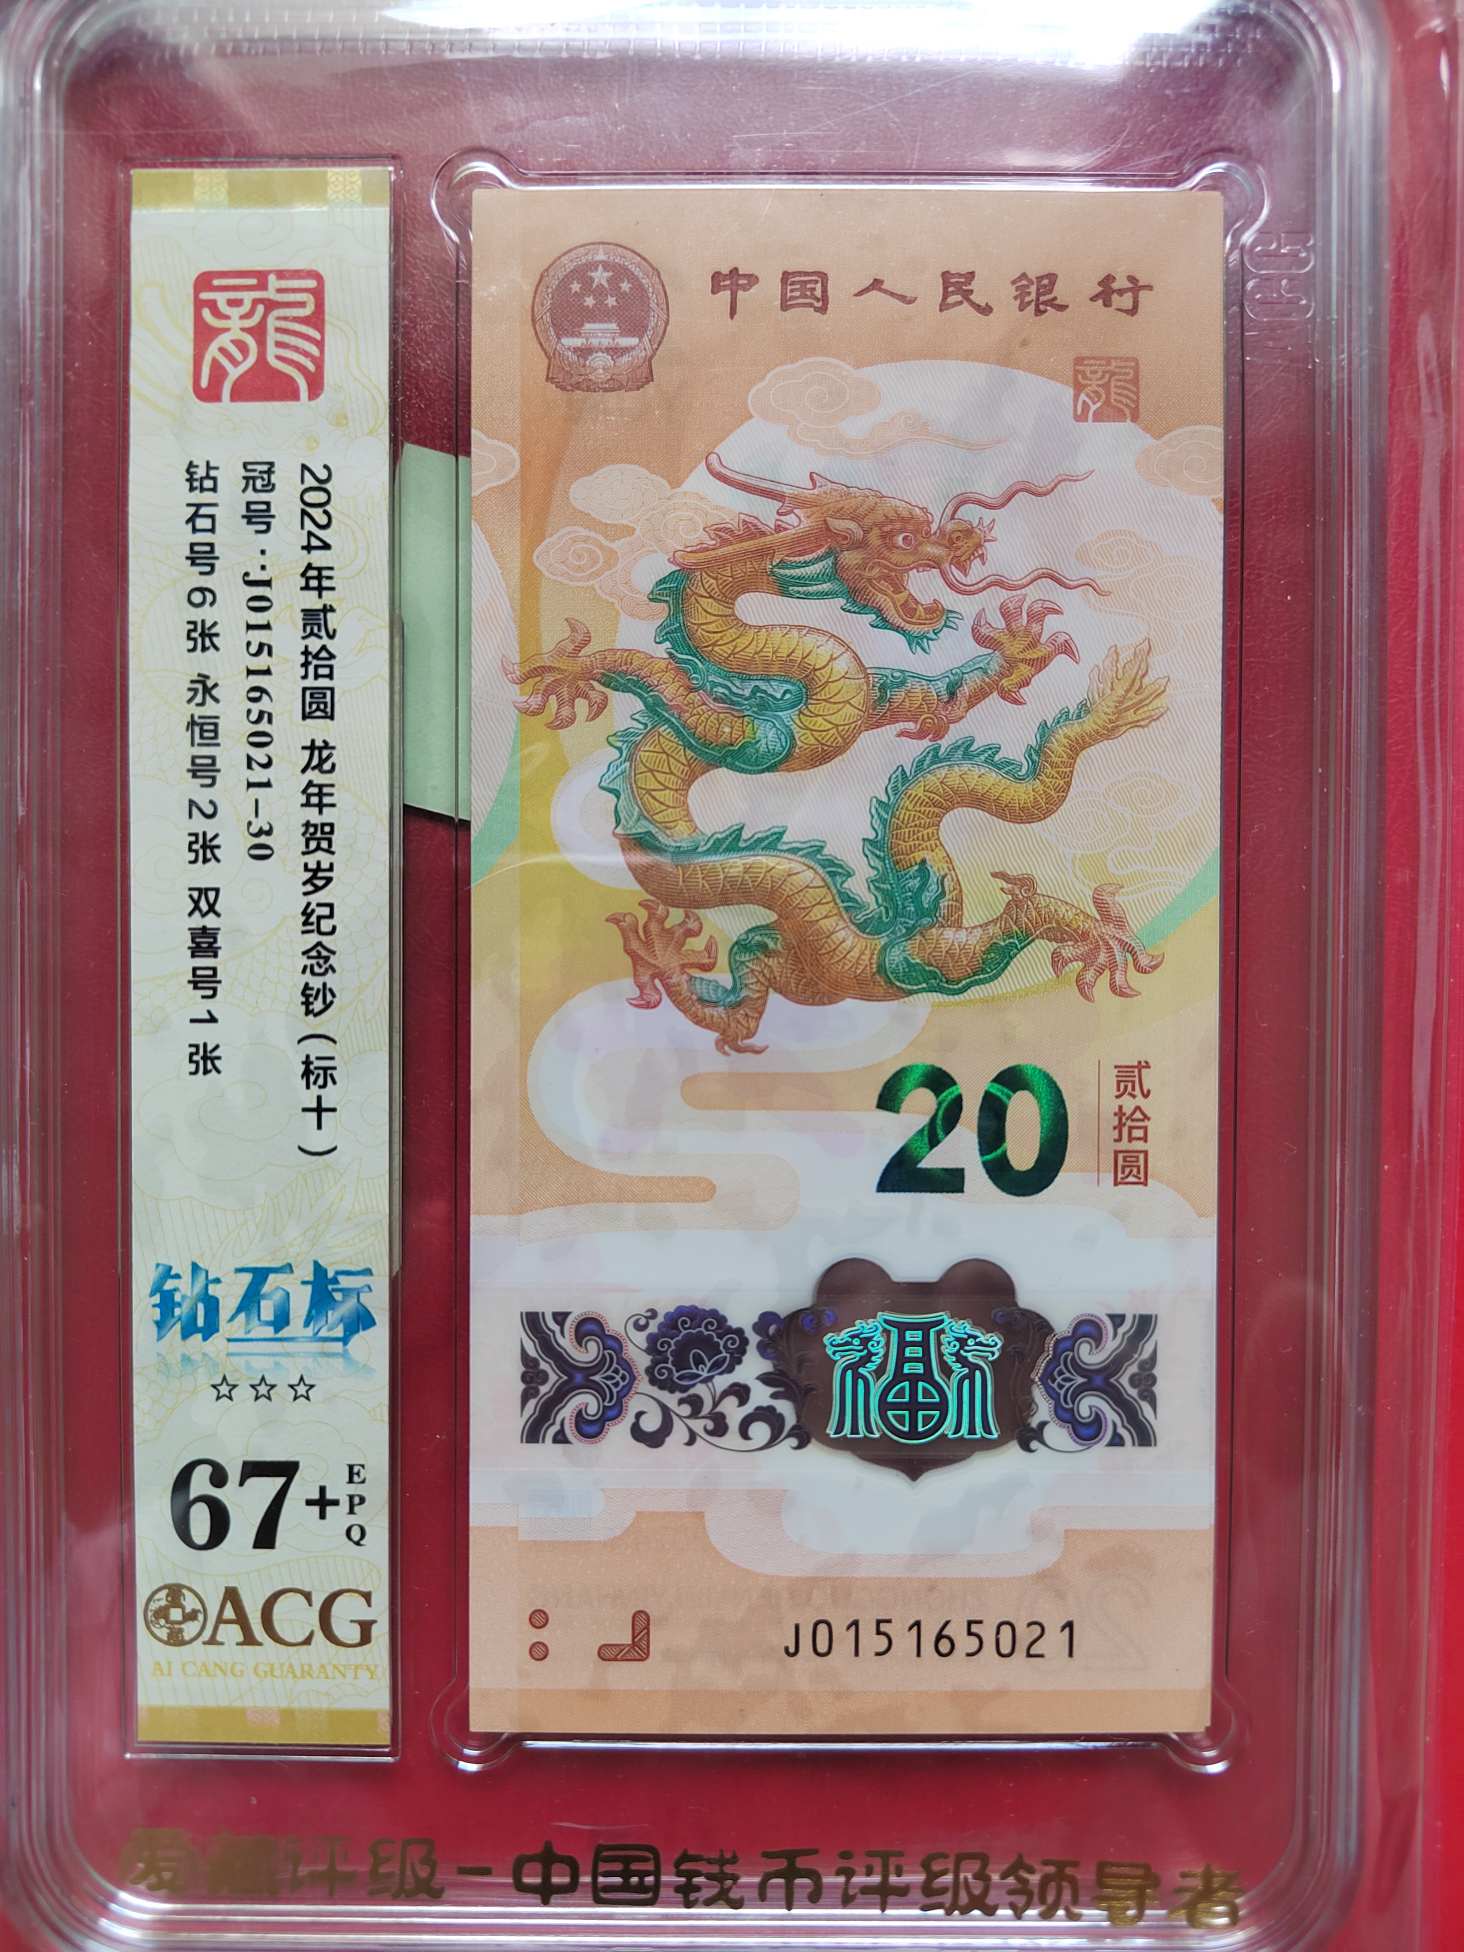 龍
2024年贰拾圆 龙年贺岁纪念钞(标十)
冠号:J015165021-30
钻石号6张 永恒号2张 双喜号1张
钻石标
☆☆☆
67+EPQ
ACG
AI CANG GUARANTY
中国人民银行
龍
20
贰拾圆
J015165021
爱藏评级-中国钱币评级领导者